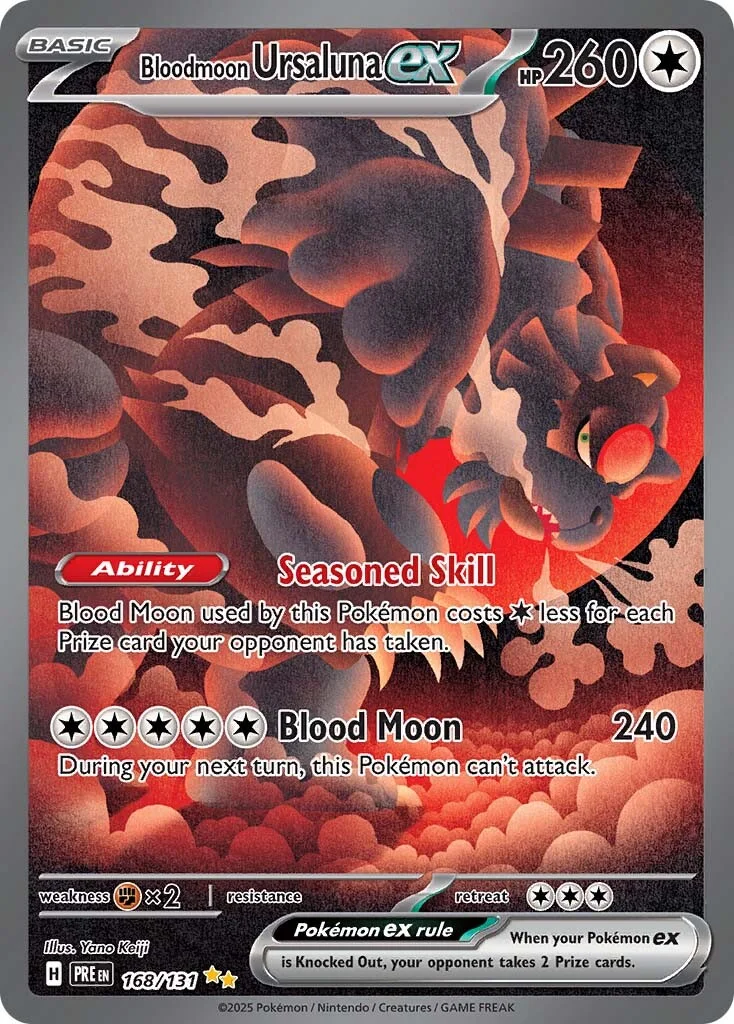 BASIC
Bloodmoon Ursaluna ex HP 260
Ability Seasoned Skill
Blood Moon used by this Pokémon costs less for each
Prize card your opponent has taken.
Blood Moon 240
During your next turn, this Pokémon can't attack.
weakness ×2 resistance retreat
Pokémon ex rule When your Pokémon ex
is Knocked Out, your opponent takes 2 Prize cards.
Illus. Yano Keiji
H PRE EN 168/131
©2025 Pokémon / Nintendo / Creatures / GAME FREAK